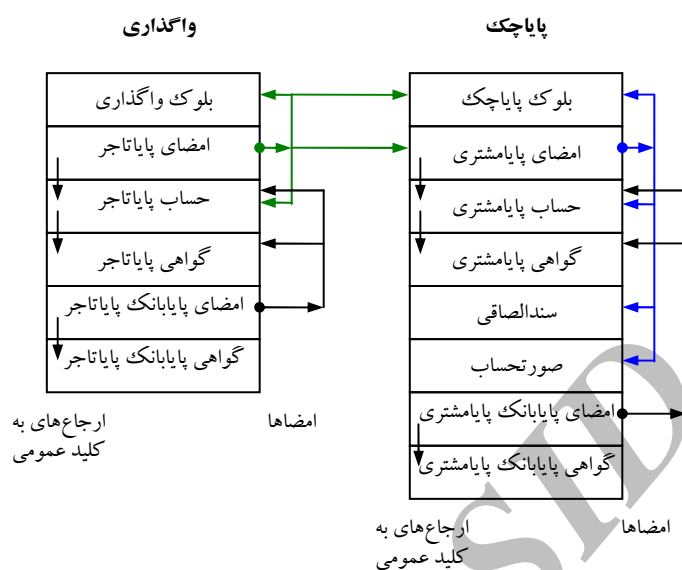 پایاچک
بلوک پایاچک
امضای پایامشتری
حساب پایامشتری
گواهی پایامشتری
سندالصاقی
صورتحساب
امضای پایابانک پایامشتری
گواهی پایابانک پایامشتری
امضاها
ارجاع‌های به
کلید عمومی
واگذاری
بلوک واگذاری
امضای پایاتاجر
حساب پایاتاجر
گواهی پایاتاجر
امضای پایابانک پایاتاجر
گواهی پایابانک پایاتاجر
امضاها
ارجاع‌های به
کلید عمومی
SID